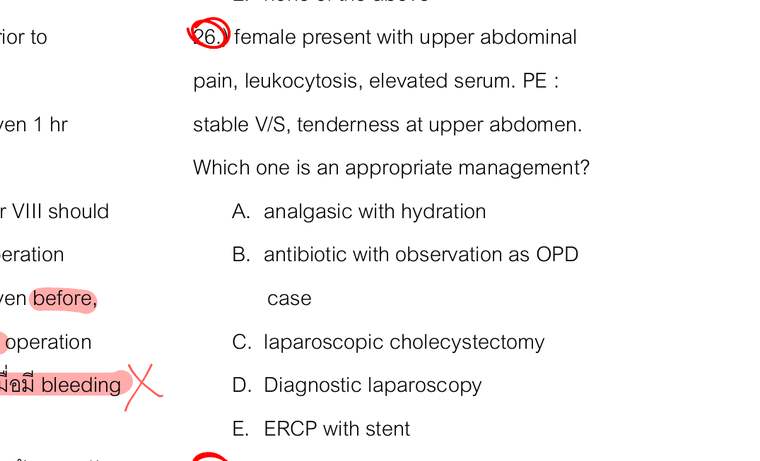 rior to
ven 1 hr
r VIII should
eration
ven before,
operation
มื่อมี bleeding
26. female present with upper abdominal
pain, leukocytosis, elevated serum. PE :
stable V/S, tenderness at upper abdomen.
Which one is an appropriate management?
A. analgasic with hydration
B. antibiotic with observation as OPD
case
C. laparoscopic cholecystectomy
D. Diagnostic laparoscopy
E. ERCP with stent